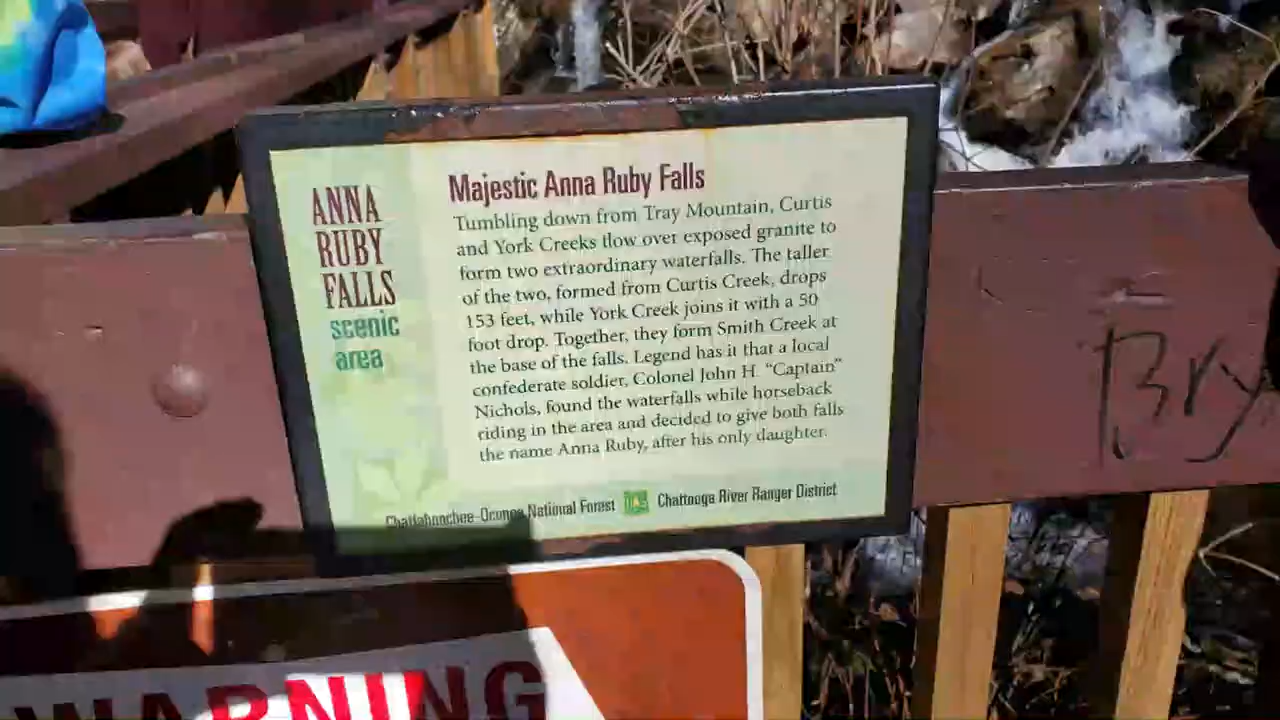 ANNA
RUBY
FALLS
scenic
area
Majestic Anna Ruby Falls
Tumbling down from Tray Mountain, Curtis
and York Creeks flow over exposed granite to
form two extraordinary waterfalls. The taller
of the two, formed from Curtis Creek, drops
153 feet, while York Creek joins it with a 50
foot drop. Together, they form Smith Creek at
the base of the falls. Legend has it that a local
confederate soldier, Colonel John H. “Captain”
Nichols, found the waterfalls while horseback
riding in the area and decided to give both falls
the name Anna Ruby, after his only daughter.
Chattahoochee-Oconee National Forest Chattooga River Ranger District
Bry
WARNING